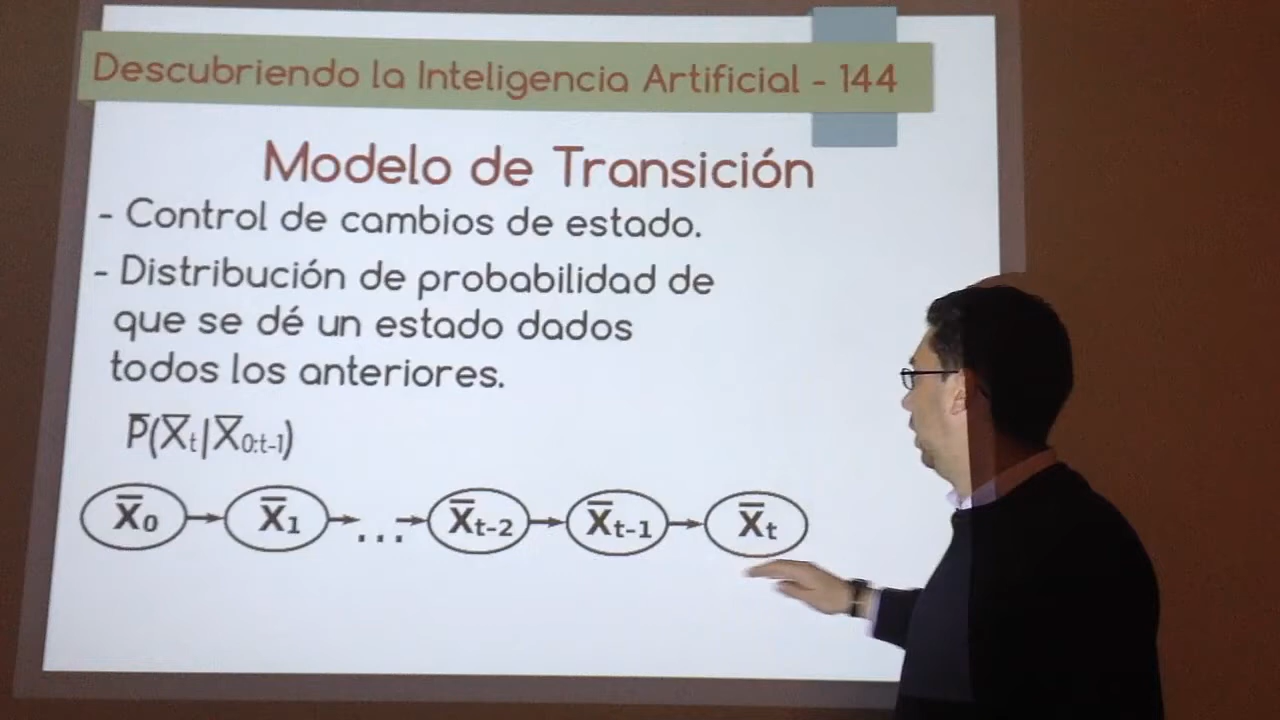 Descubriendo la Inteligencia Artificial - 144
Modelo de Transición
- Control de cambios de estado.
- Distribución de probabilidad de
que se dé un estado dados
todos los anteriores.
P̅(X̅t|X̅0:t-1)
X̅0 X̅1 ... X̅t-2 X̅t-1 X̅t